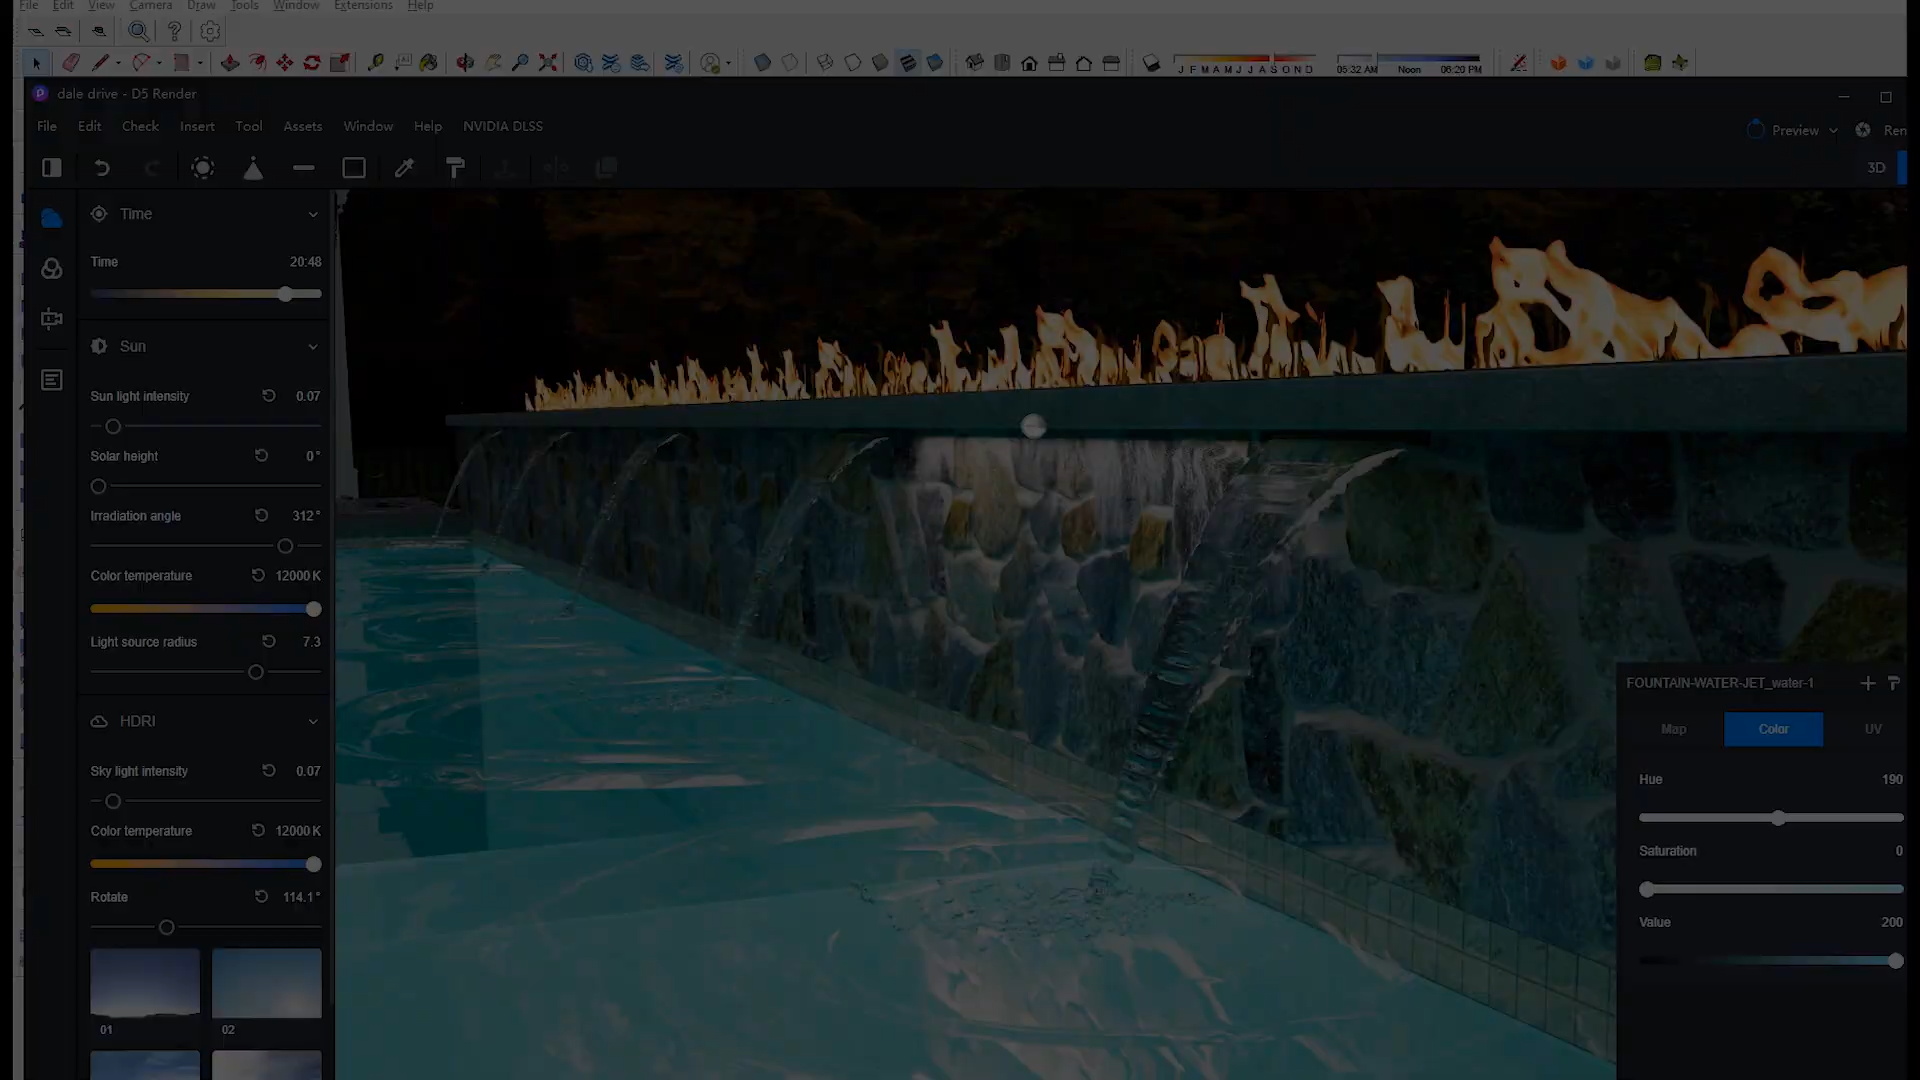 File Edit View Camera Draw Tools Window Extensions Help
J F M A M J J A S O N D 05:32 AM Noon 06:20 PM
dale drive - D5 Render
File Edit Check Insert Tool Assets Window Help NVIDIA DLSS
Preview Ren
3D
Time
Time 20:48
Sun
Sun light intensity 0.07
Solar height 0°
Irradiation angle 312°
Color temperature 12000 K
Light source radius 7.3
HDRI
Sky light intensity 0.07
Color temperature 12000 K
Rotate 114.1°
01 02
FOUNTAIN-WATER-JET_water-1
Map Color UV
Hue 190
Saturation 0
Value 200